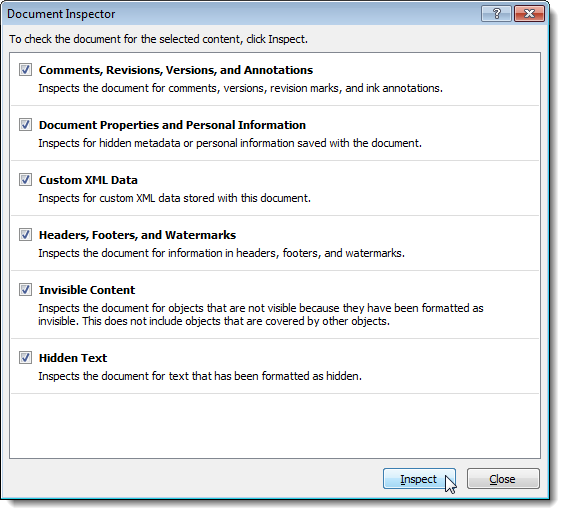 Document Inspector
To check the document for the selected content, click Inspect.
Comments, Revisions, Versions, and Annotations
Inspects the document for comments, versions, revision marks, and ink annotations.
Document Properties and Personal Information
Inspects for hidden metadata or personal information saved with the document.
Custom XML Data
Inspects for custom XML data stored with this document.
Headers, Footers, and Watermarks
Inspects the document for information in headers, footers, and watermarks.
Invisible Content
Inspects the document for objects that are not visible because they have been formatted as
invisible. This does not include objects that are covered by other objects.
Hidden Text
Inspects the document for text that has been formatted as hidden.
Inspect
Close